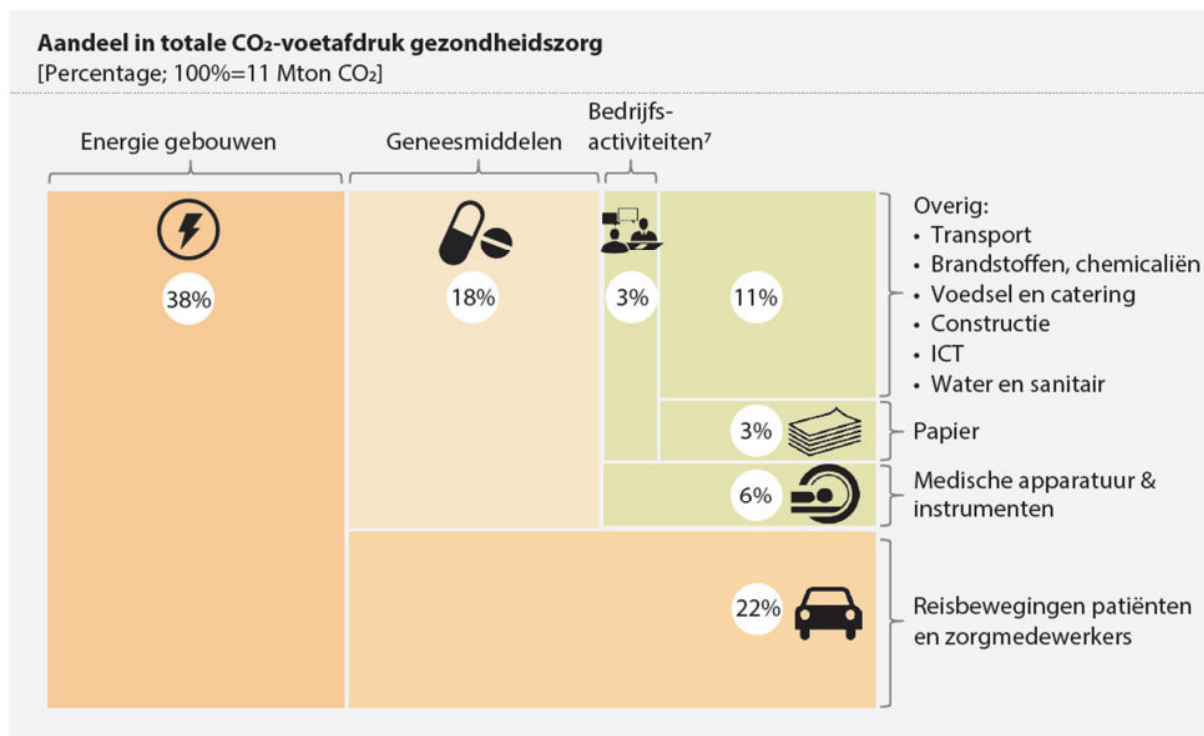 Aandeel in totale CO₂-voetafdruk gezondheidszorg
[Percentage; 100%=11 Mton CO₂]
Energie gebouwen
Geneesmiddelen
Bedrijfs-
activiteiten⁷
38%
18%
3%
11%
Overig:
• Transport
• Brandstoffen, chemicaliën
• Voedsel en catering
• Constructie
• ICT
• Water en sanitair
3%
Papier
6%
Medische apparatuur &
instrumenten
22%
Reisbewegingen patiënten
en zorgmedewerkers